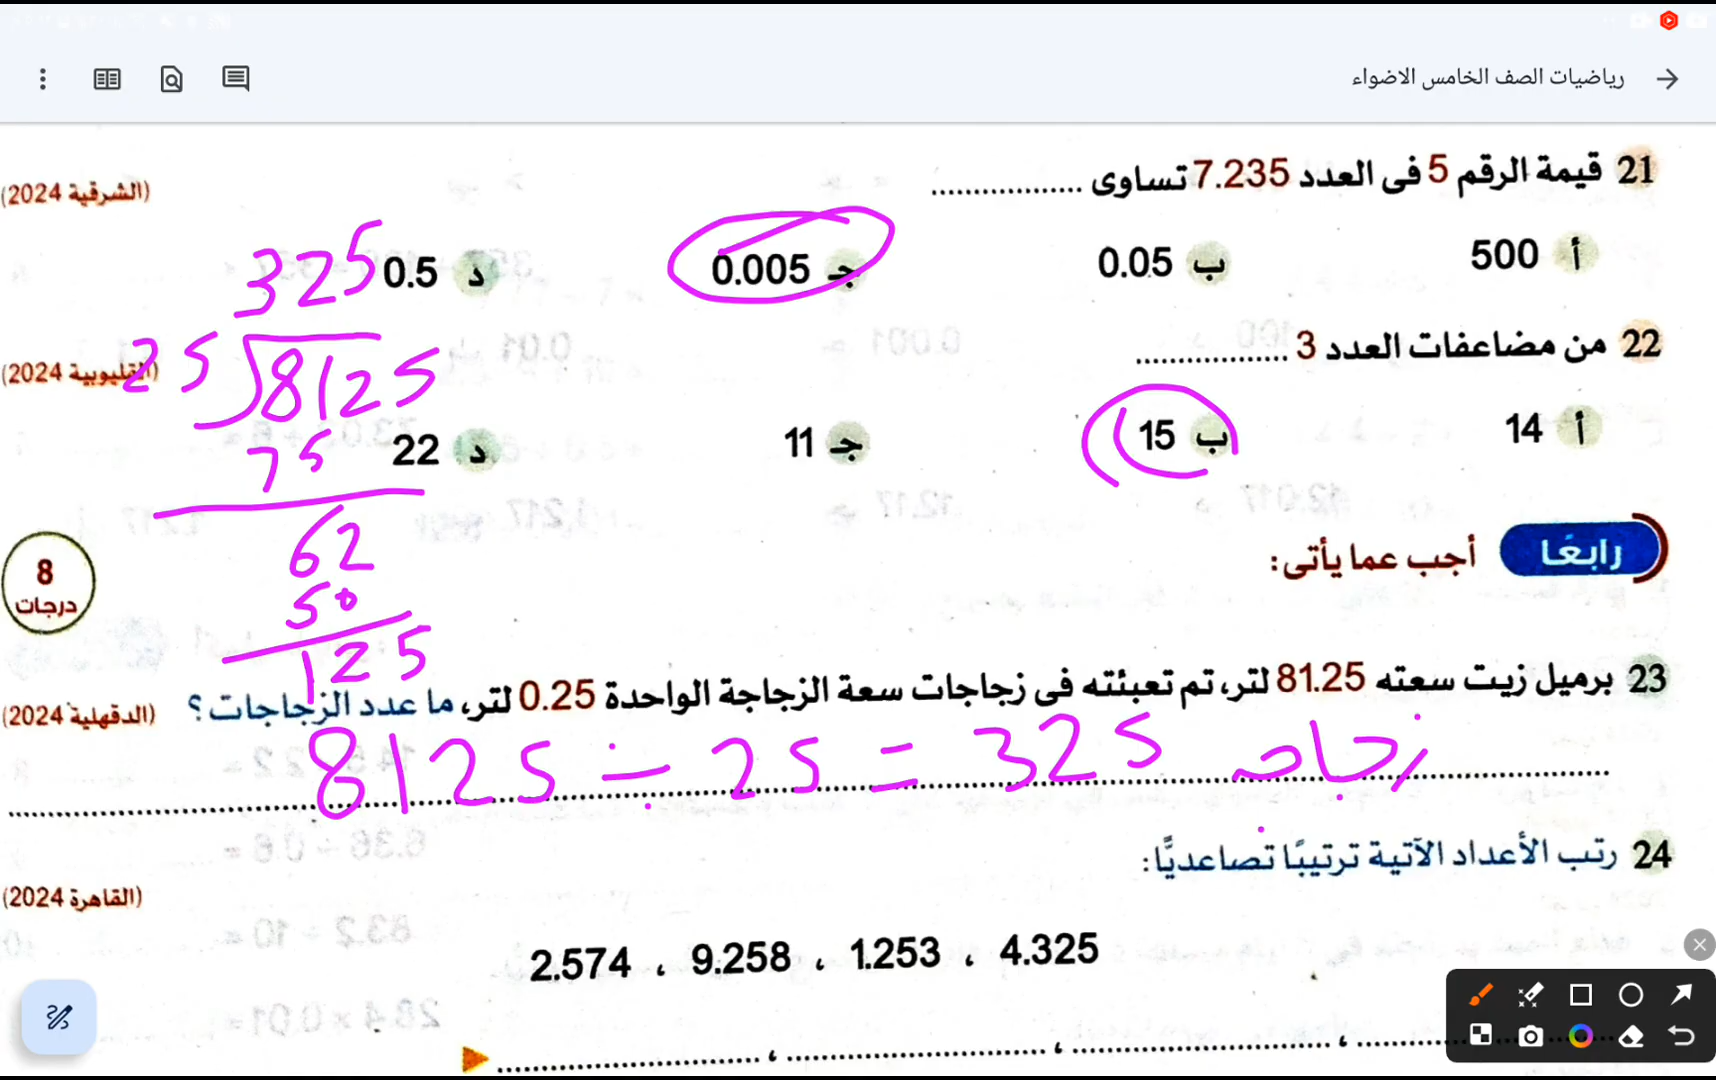 رياضيات الصف الخامس الاضواء
21 قيمة الرقم 5 فى العدد 7.235 تساوى ................
(الشرقية 2024)
أ 500 ب 0.05 جـ 0.005 د 0.5
325
22 من مضاعفات العدد 3 ................
(القليوبية 2024)
25 8125
أ 14 ب 15 جـ 11 د 22
75
62
رابعًا أجب عما يأتى:
8 درجات
50
125
23 برميل زيت سعته 81.25 لتر، تم تعبئته فى زجاجات سعة الزجاجة الواحدة 0.25 لتر، ما عدد الزجاجات؟
(الدقهلية 2024)
8125 ÷ 25 = 325
24 رتب الأعداد الآتية ترتيبًا تصاعديًّا:
(القاهرة 2024)
4.325 ، 1.253 ، 9.258 ، 2.574
................ ، ................ ، ................ ، ................